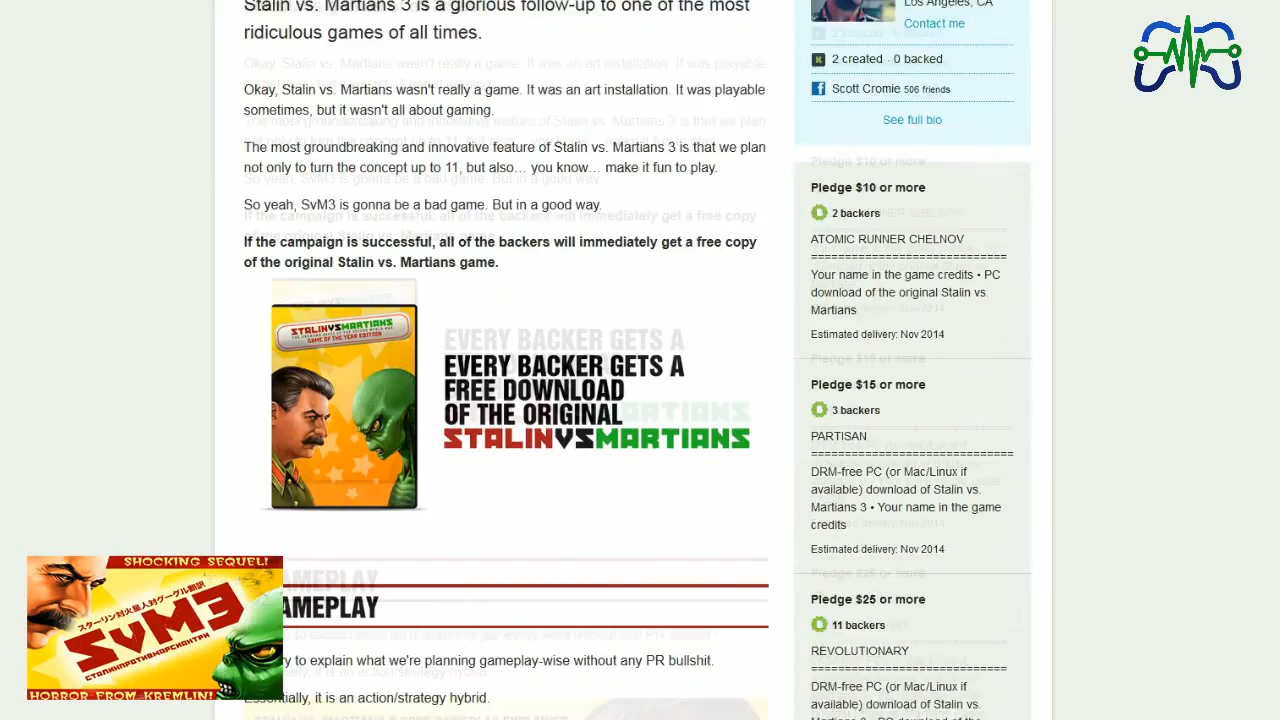 Stalin vs. Martians 3 is a glorious follow-up to one of the most
ridiculous games of all times.
Okay, Stalin vs. Martians wasn't really a game. It was an art installation. It was playable
sometimes, but it wasn't all about gaming.
The most groundbreaking and innovative feature of Stalin vs. Martians 3 is that we plan
not only to turn the concept up to 11, but also… you know… make it fun to play.
So yeah, SvM3 is gonna be a bad game. But in a good way.
If the campaign is successful, all of the backers will immediately get a free copy
of the original Stalin vs. Martians game.
STALINVSMARTIANS
GAME OF THE YEAR EDITION
EVERY BACKER GETS A
FREE DOWNLOAD
OF THE ORIGINAL
STALINVSMARTIANS
AMEPLAY
ry to explain what we're planning gameplay-wise without any PR bullshit.
Essentially, it is an action/strategy hybrid.
SHOCKING SEQUEL!
SvM3
HORROR FROM KREMLIN!
Los Angeles, CA
Contact me
2 created · 0 backed
Scott Cromie 506 friends
See full bio
Pledge $10 or more
2 backers
ATOMIC RUNNER CHELNOV
============================
Your name in the game credits • PC
download of the original Stalin vs.
Martians
Estimated delivery: Nov 2014
Pledge $15 or more
3 backers
PARTISAN
=============================
DRM-free PC (or Mac/Linux if
available) download of Stalin vs.
Martians 3 • Your name in the game
credits
Estimated delivery: Nov 2014
Pledge $25 or more
11 backers
REVOLUTIONARY
============================
DRM-free PC (or Mac/Linux if
available) download of Stalin vs.